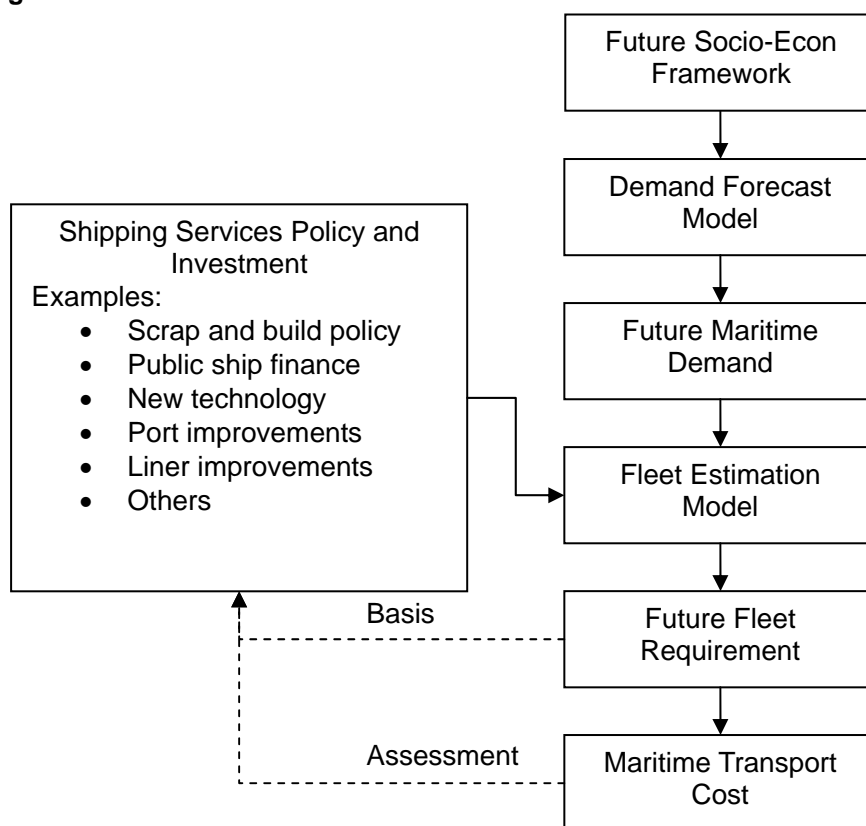 g
Future Socio-Econ
Framework
Demand Forecast
Model
Shipping Services Policy and
Investment
Examples:
• Scrap and build policy
• Public ship finance
• New technology
• Port improvements
• Liner improvements
• Others
Future Maritime
Demand
Fleet Estimation
Model
Basis
Future Fleet
Requirement
Assessment
Maritime Transport
Cost